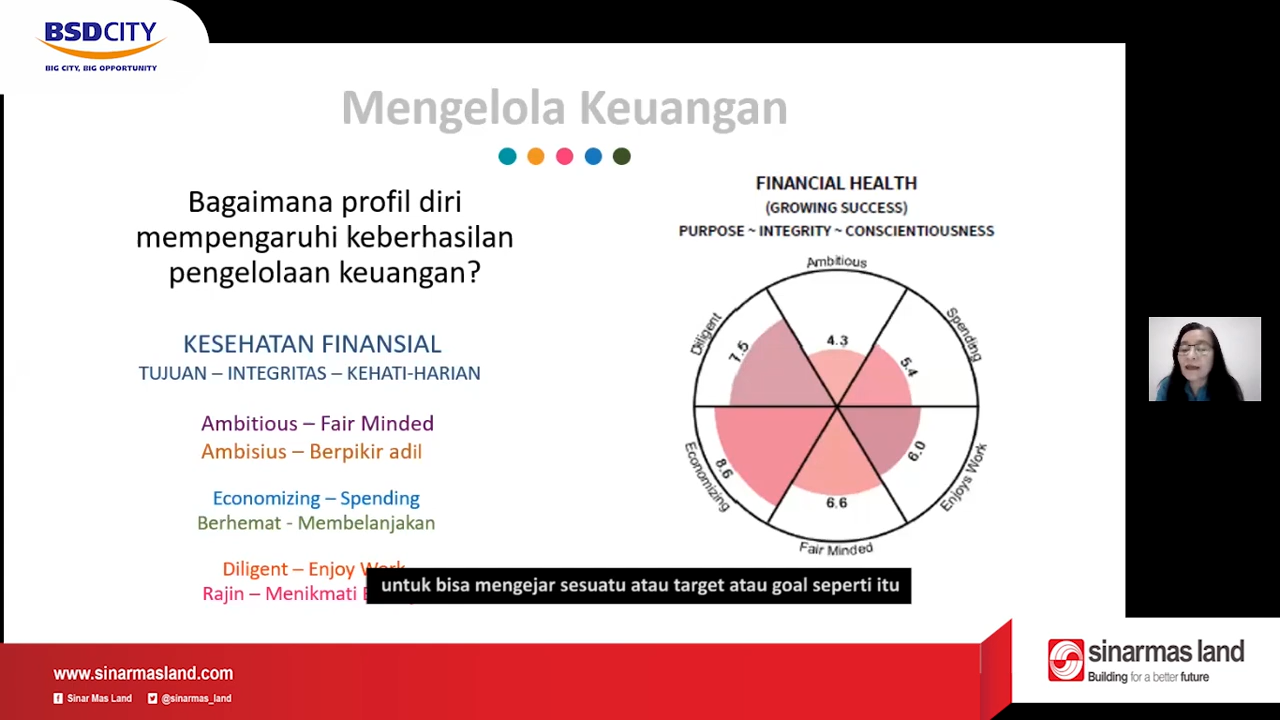 BSDCITY
BIG CITY, BIG OPPORTUNITY
Mengelola Keuangan
Bagaimana profil diri
mempengaruhi keberhasilan
pengelolaan keuangan?
KESEHATAN FINANSIAL
TUJUAN – INTEGRITAS – KEHATI-HARIAN
Ambitious – Fair Minded
Ambisius – Berpikir adil
Economizing – Spending
Berhemat - Membelanjakan
Diligent – Enjoy Work
Rajin – Menikmati
FINANCIAL HEALTH
(GROWING SUCCESS)
PURPOSE ~ INTEGRITY ~ CONSCIENTIOUSNESS
Ambitious
4.3
Spending
5.4
Enjoys Work
6.0
Fair Minded
6.6
Economizing
8.6
Diligent
7.5
untuk bisa mengejar sesuatu atau target atau goal seperti itu
www.sinarmasland.com
Sinar Mas Land
@sinarmas_land
sinarmas land
Building for a better future